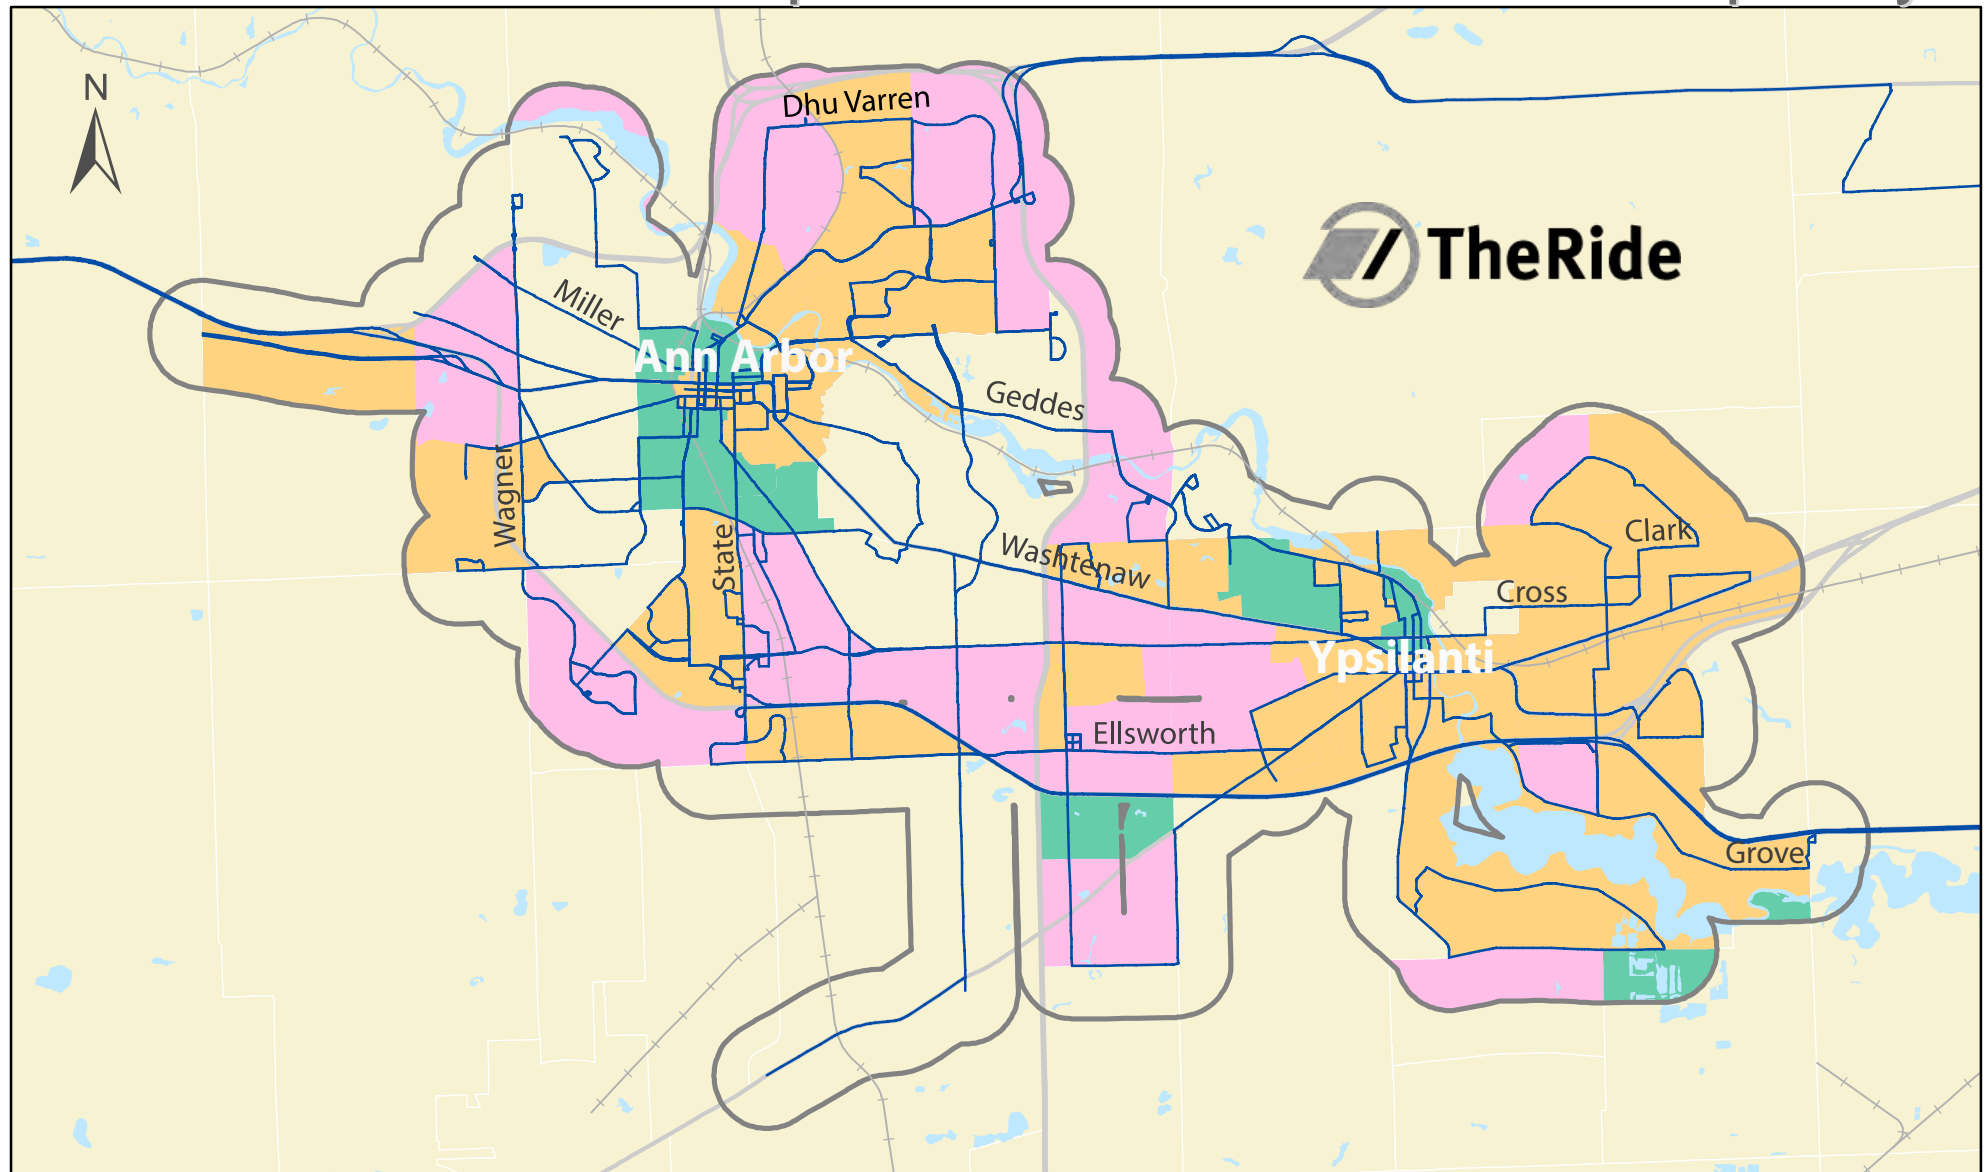 N
Dhu Varren
TheRide
Miller
Ann Arbor
Geddes
Wagner
State
Washtenaw
Clark
Cross
Ypsilanti
Ellsworth
Grove